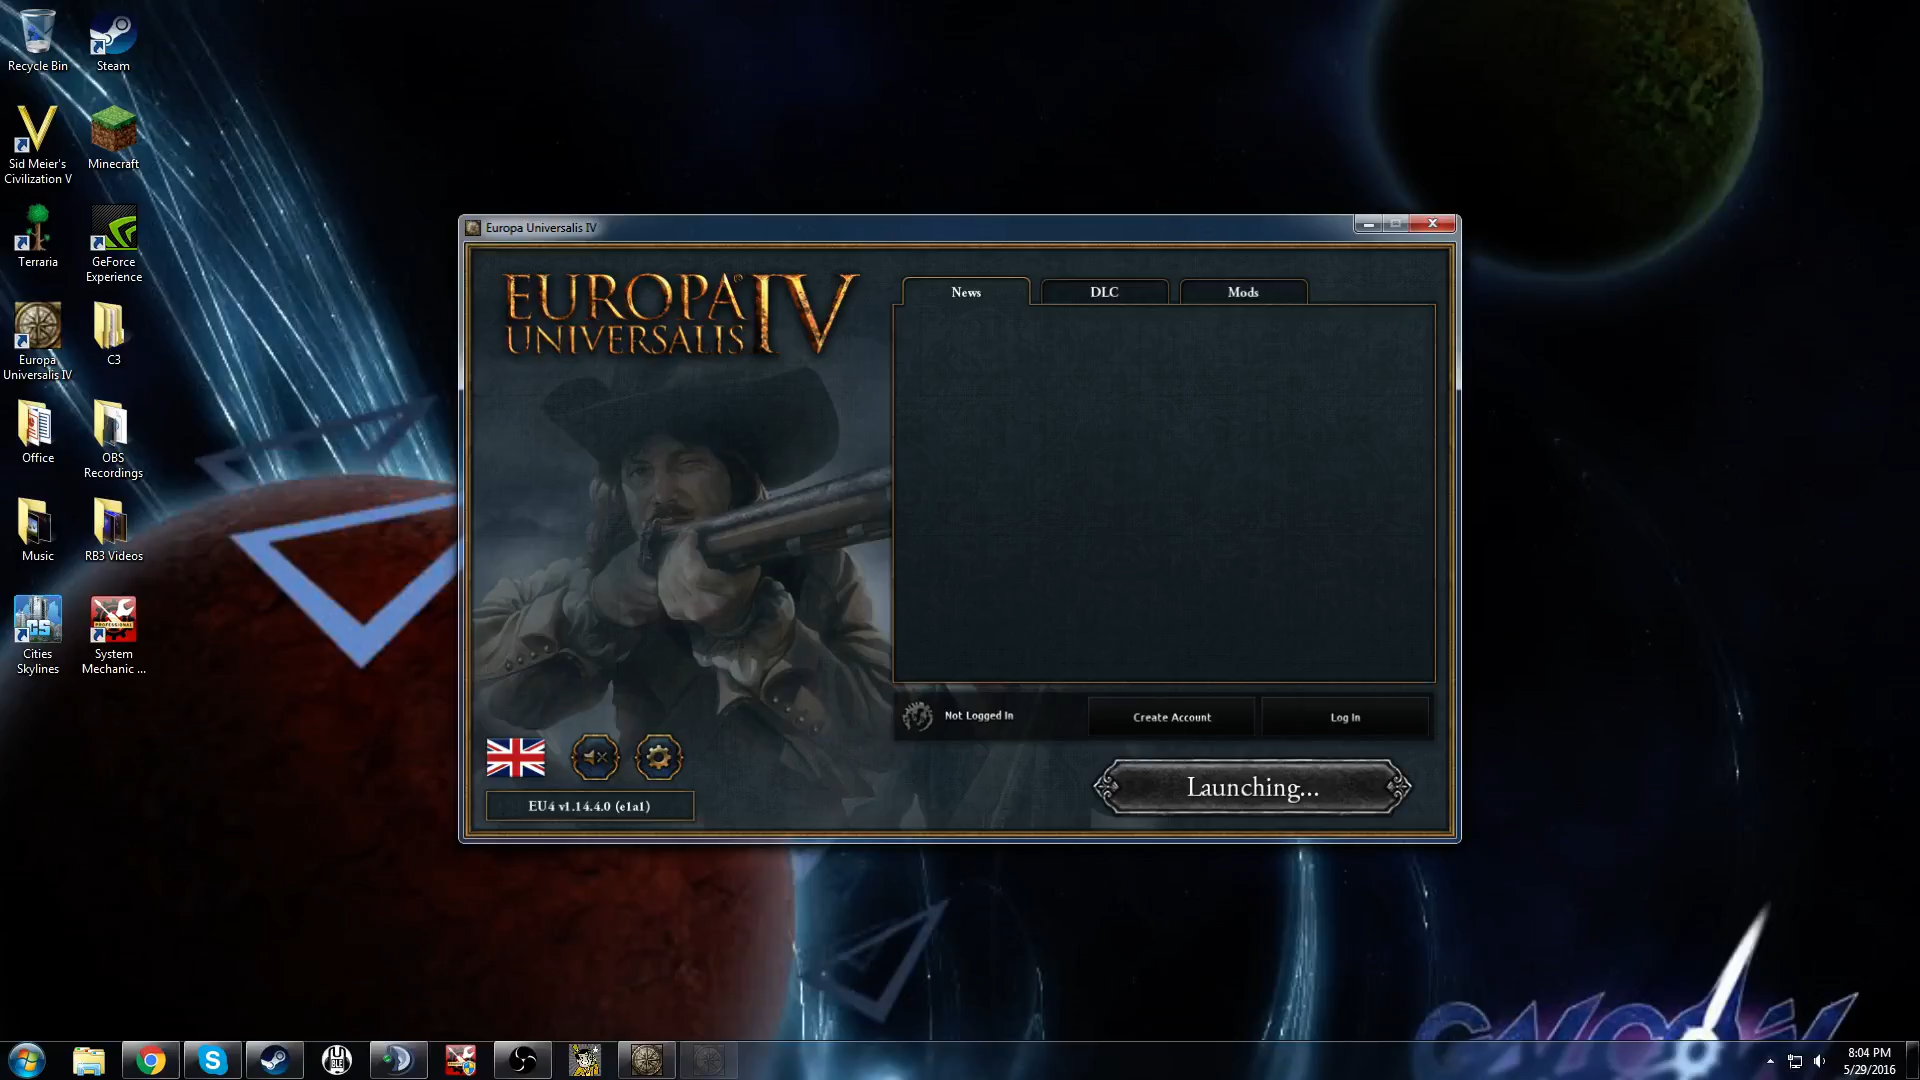 Recycle Bin
Steam
Sid Meier's
Civilization V
Minecraft
Terraria
GeForce
Experience
Europa
Universalis IV
C3
Office
OBS
Recordings
Music
RB3 Videos
CS
Cities
Skylines
PROFESSIONAL
System
Mechanic ...
Europa Universalis IV
EUROPA
UNIVERSALIS IV
News
DLC
Mods
Not Logged In
Create Account
Log In
EU4 v1.14.4.0 (e1a1)
Launching...
8:04 PM
5/29/2016